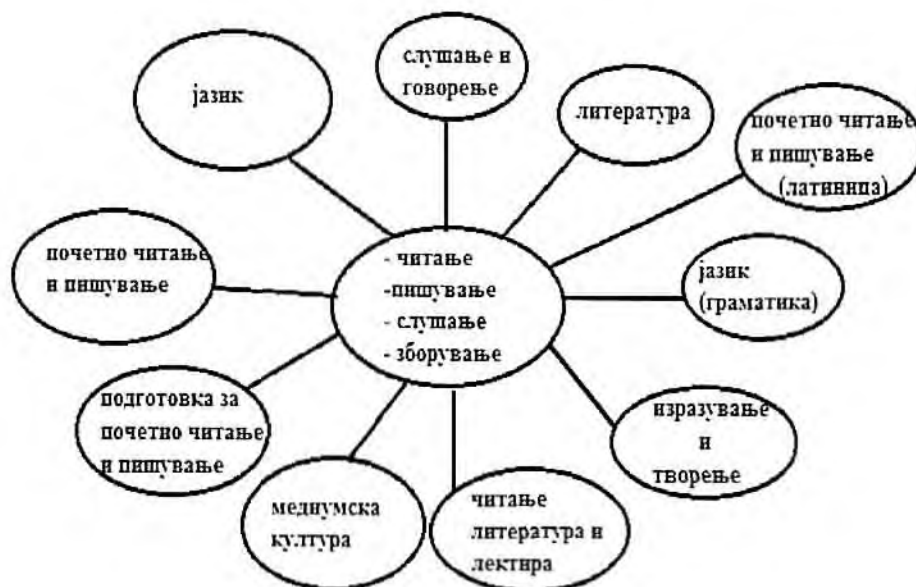 јазик
слушање и
говорење
литература
почетно читање
и пишување
(латиница)
почетно читање
и пишување
- читање
-пишување
- слушање
- зборување
јазик
(граматика)
подготовка за
почетно читање
и пишување
изразување
и
творење
медиумска
култура
читање
литература и
лектира